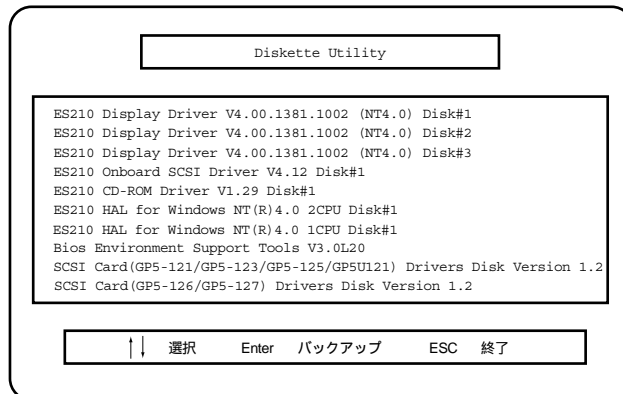 Diskette Utility
ES210 Display Driver V4.00.1381.1002 (NT4.0) Disk#1
ES210 Display Driver V4.00.1381.1002 (NT4.0) Disk#2
ES210 Display Driver V4.00.1381.1002 (NT4.0) Disk#3
ES210 Onboard SCSI Driver V4.12 Disk#1
ES210 CD-ROM Driver V1.29 Disk#1
ES210 HAL for Windows NT(R)4.0 2CPU Disk#1
ES210 HAL for Windows NT(R)4.0 1CPU Disk#1
Bios Environment Support Tools V3.0L20
SCSI Card(GP5-121/GP5-123/GP5-125/GP5U121) Drivers Disk Version 1.2
SCSI Card(GP5-126/GP5-127) Drivers Disk Version 1.2
↑↓ 選択 Enter バックアップ ESC 終了